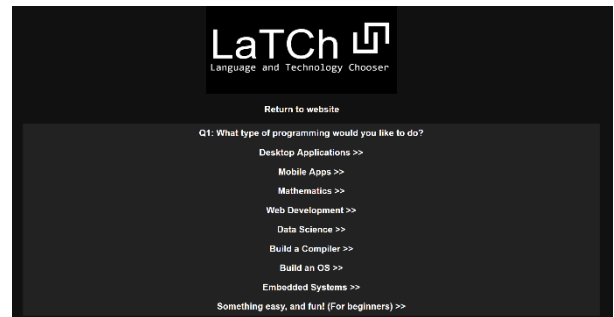 LaTCh
Language and Technology Chooser
Return to website
Q1: What type of programming would you like to do?
Desktop Applications >>
Mobile Apps >>
Mathematics >>
Web Development >>
Data Science >>
Build a Compiler >>
Build an OS >>
Embedded Systems >>
Something easy, and fun! (For beginners) >>